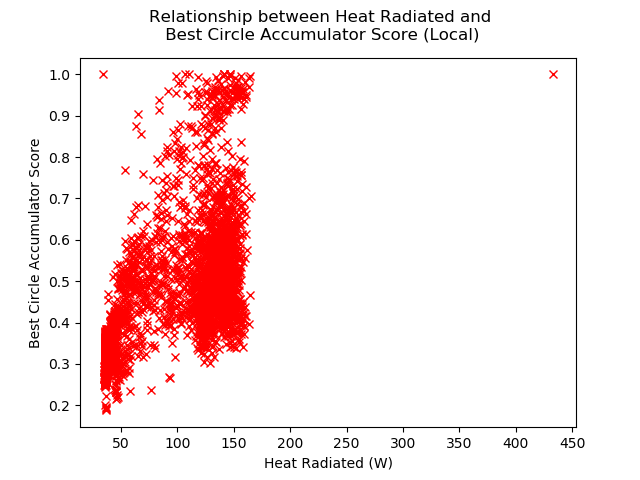 Relationship between Heat Radiated and
Best Circle Accumulator Score (Local)
Best Circle Accumulator Score
1.0
0.9
0.8
0.7
0.6
0.5
0.4
0.3
0.2
50 100 150 200 250 300 350 400 450
Heat Radiated (W)